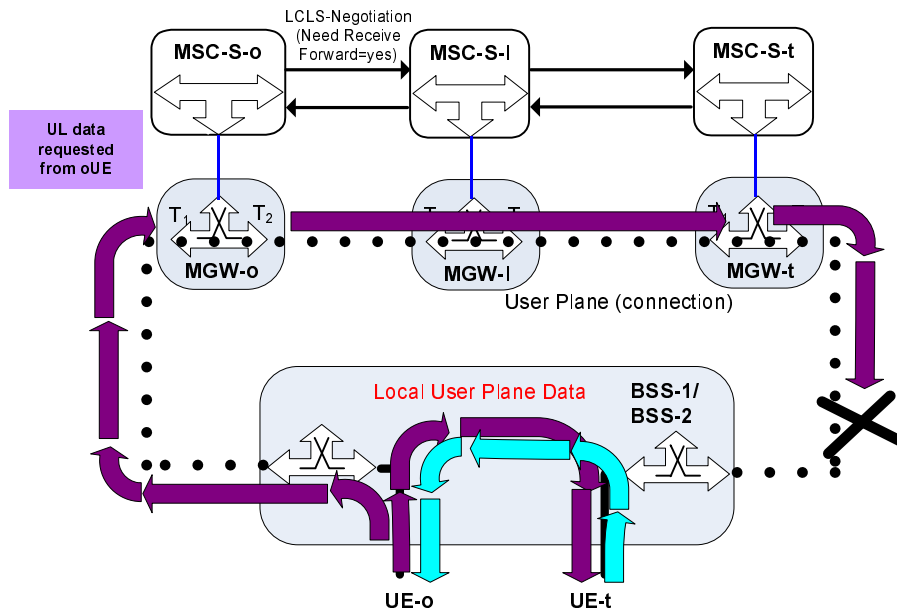 LCLS-Negotiation
(Need Receive
Forward=yes)
MSC-S-o
MSC-S-I
MSC-S-t
UL data
requested
from oUE
T1
T2
MGW-o
MGW-I
MGW-t
User Plane (connection)
Local User Plane Data
BSS-1/
BSS-2
UE-o
UE-t